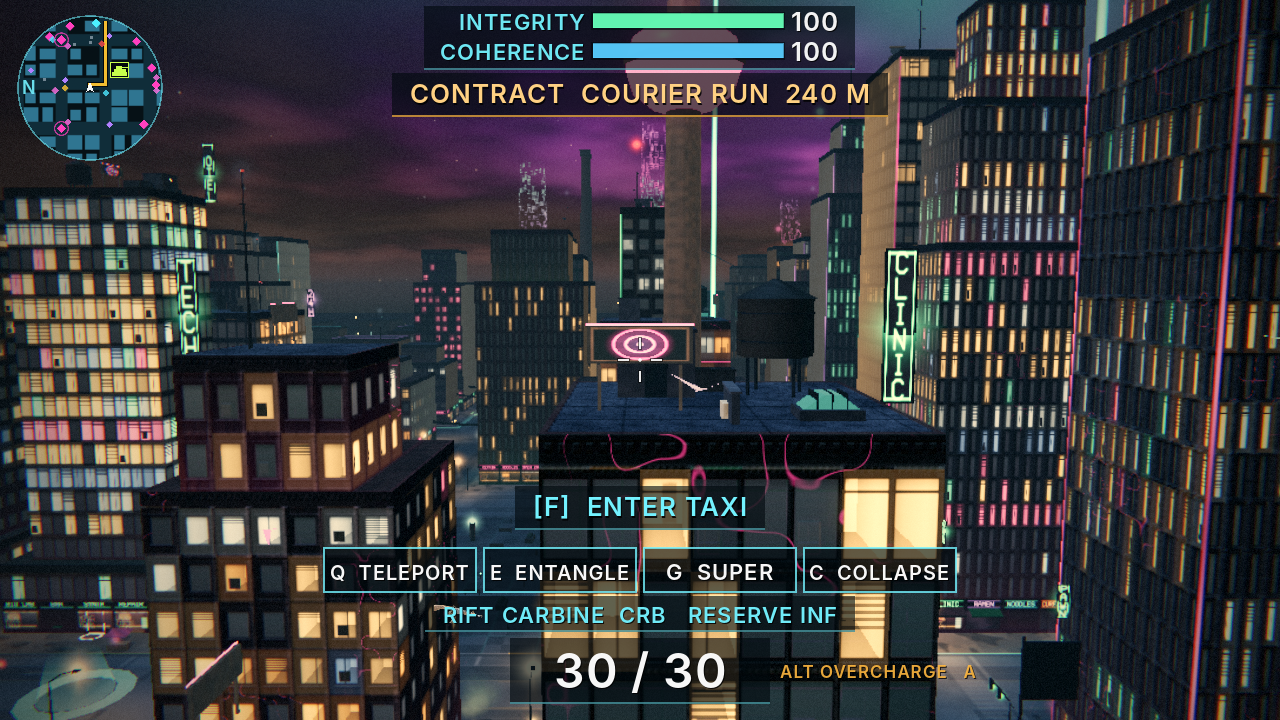 INTEGRITY 100
COHERENCE 100
CONTRACT COURIER RUN 240 M
N
TECH
CLINIC
[F] ENTER TAXI
Q TELEPORT
E ENTANGLE
G SUPER
C COLLAPSE
RIFT CARBINE CRB RESERVE INF
RAMEN NOODLES
30 / 30
ALT OVERCHARGE A